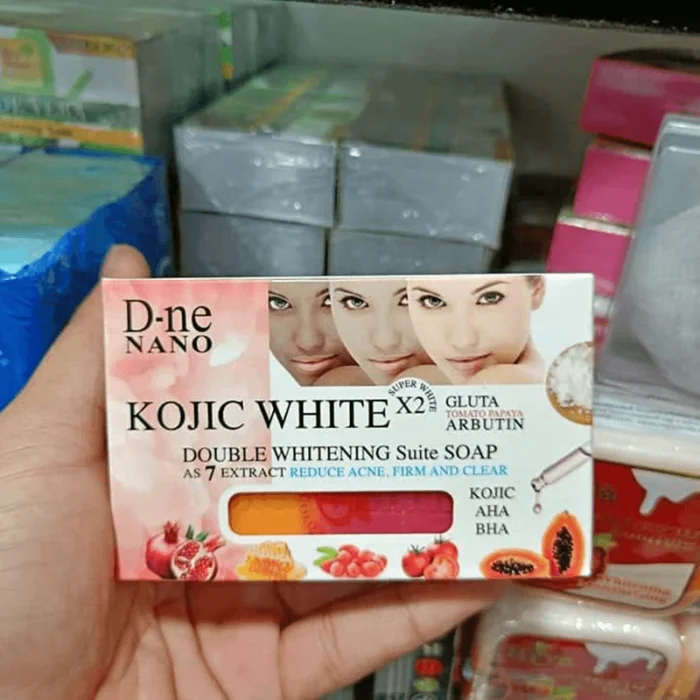 D-ne
NANO
KOJIC WHITE X2
SUPER WHITE
GLUTA
TOMATO PAPAYA
ARBUTIN
DOUBLE WHITENING Suite SOAP
AS 7 EXTRACT REDUCE ACNE, FIRM AND CLEAR
KOJIC
AHA
BHA